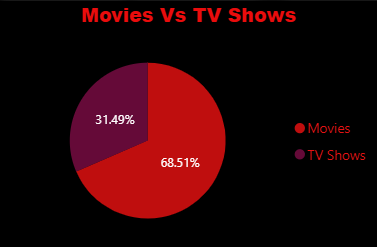 Movies Vs TV Shows
31.49%
Movies
TV Shows
68.51%